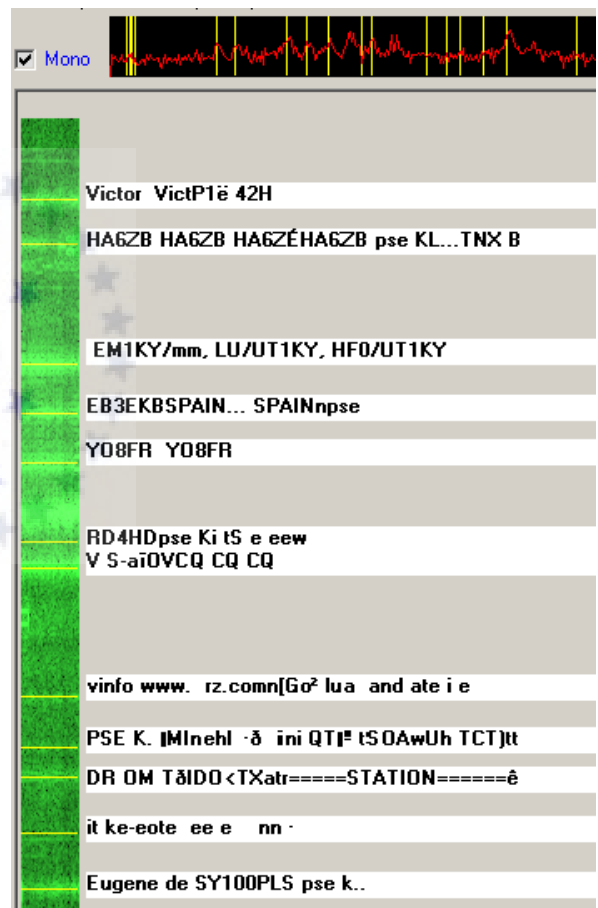 Mono
Victor VictP1ë 42H
HA6ZB HA6ZB HA6ZÉHA6ZB pse KL...TNX B
EM1KY/mm, LU/UT1KY, HF0/UT1KY
EB3EKBSPAIN... SPAINnpse
YO8FR YO8FR
RD4HDpse Ki tS e eew
V S-aïOVCQ CQ CQ
vinfo www. rz.comn[Go² lua and ate i e
PSE K. ini tSOAwUh TCT)tt
DR OM TðIDO<TXatr=====STATION======ê
it ke-eote ee e nn ·
Eugene de SY100PLS pse k..